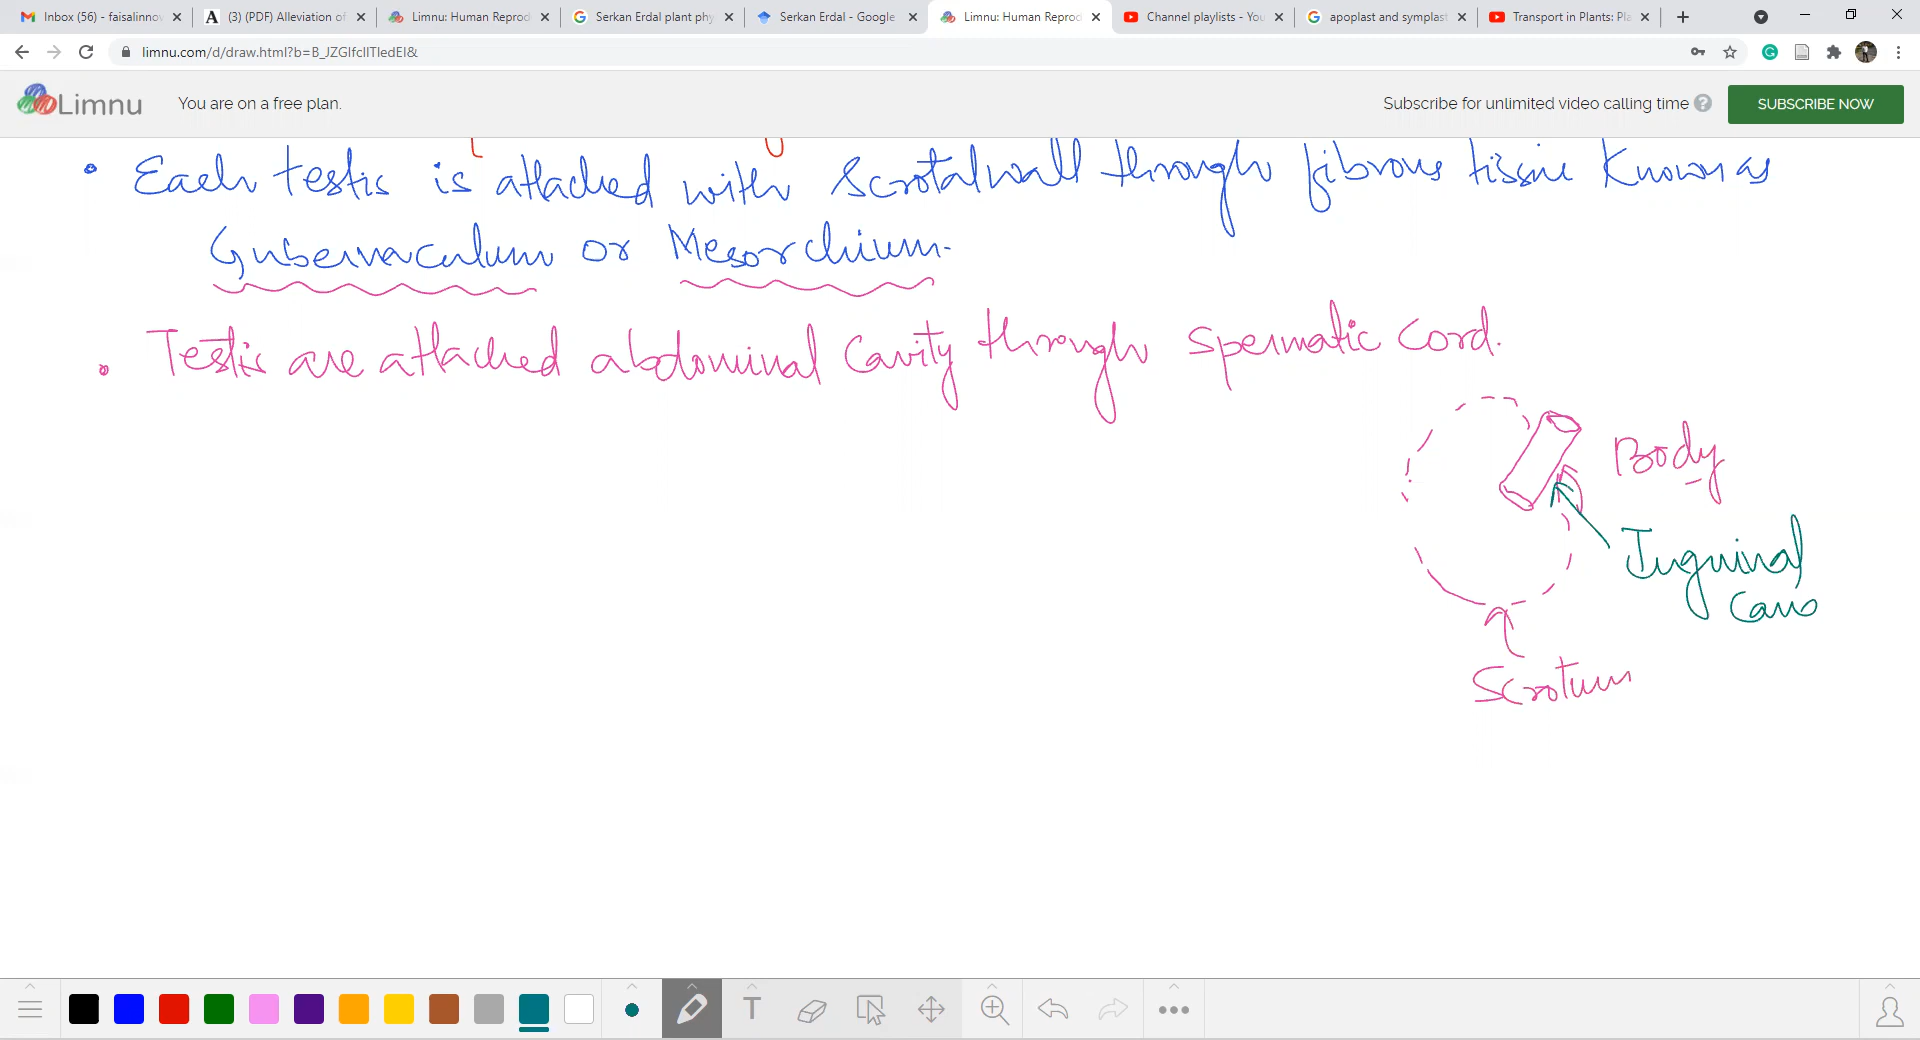 Inbox (56) - faisalinnov
(3) (PDF) Alleviation of
Limnu: Human Reprod
Serkan Erdal plant phy
Serkan Erdal - Google
Limnu: Human Reprod
Channel playlists - You
apoplast and symplast
Transport in Plants: Pla
limnu.com/d/draw.html?b=B_JZGIfclITledEI&
Limnu
You are on a free plan.
Subscribe for unlimited video calling time ?
SUBSCRIBE NOW
• Each testis is attached with Scrotal wall through fibrous tissue Known as
Gubernaculum or Mesorchium.
• Testis are attached abdominal cavity through spermatic cord.
Body
Inguinal
Cana
Scrotum
T